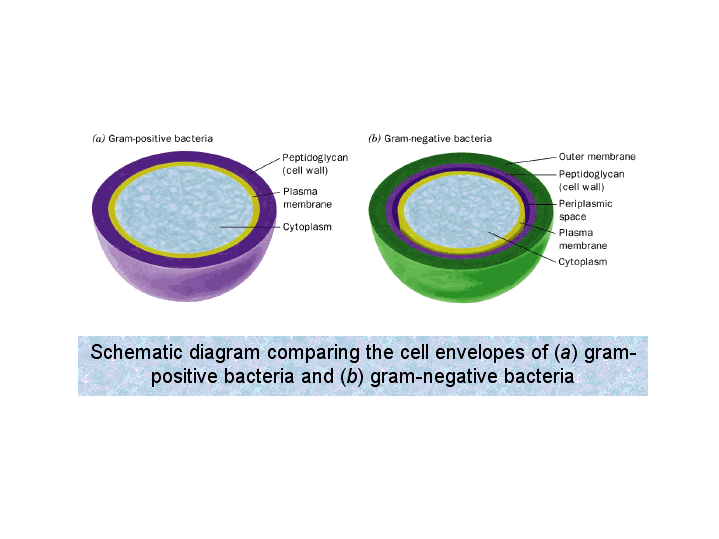 (a) Gram-positive bacteria
Peptidoglycan
(cell wall)
Plasma
membrane
Cytoplasm
(b) Gram-negative bacteria
Outer membrane
Peptidoglycan
(cell wall)
Periplasmic
space
Plasma
membrane
Cytoplasm
Schematic diagram comparing the cell envelopes of (a) gram-
positive bacteria and (b) gram-negative bacteria